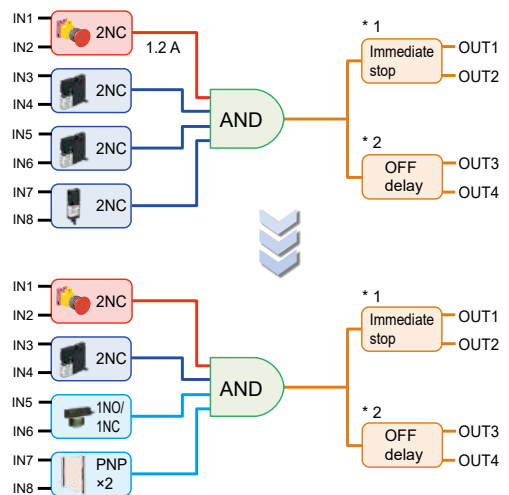 IN1
IN2
2NC
1.2 A
IN3
IN4
2NC
IN5
IN6
2NC
IN7
IN8
2NC
AND
* 1
Immediate
stop
OUT1
OUT2
* 2
OFF
delay
OUT3
OUT4
IN1
IN2
2NC
IN3
IN4
2NC
IN5
IN6
1NO/
1NC
IN7
IN8
PNP
×2
AND
* 1
Immediate
stop
OUT1
OUT2
* 2
OFF
delay
OUT3
OUT4